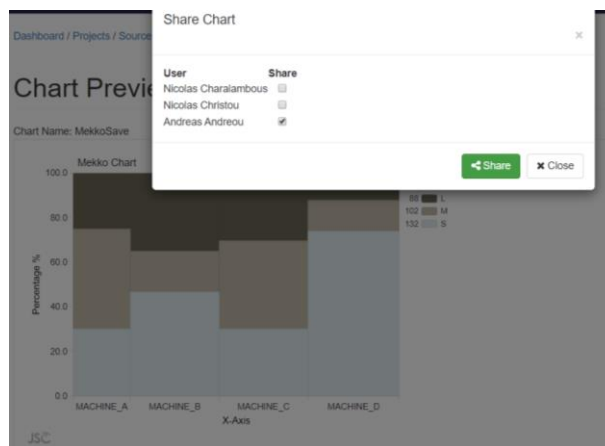 Share Chart
×
Dashboard / Projects / Source
User Share
Nicolas Charalambous
Nicolas Christou
Andreas Andreou
Chart Previe
Chart Name: MekkoSave
Share Close
Mekko Chart
L
102 M
132 S
100.0
80.0
60.0
40.0
20.0
0.0
Percentage %
MACHINE_A MACHINE_B MACHINE_C MACHINE_D
X-Axis
JSC